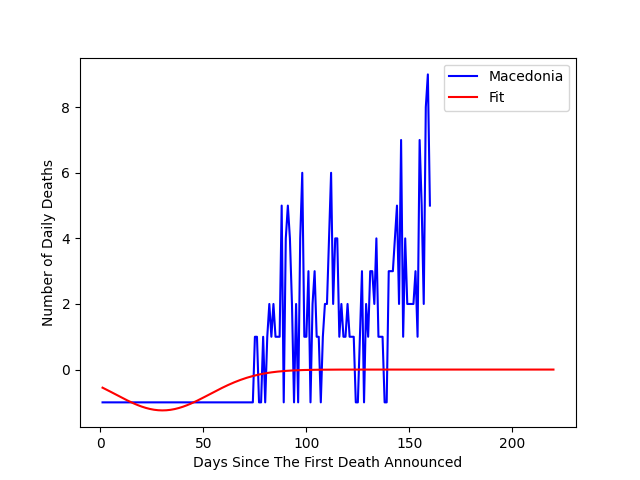 Macedonia
Fit
Number of Daily Deaths
8
6
4
2
0
0
50
100
150
200
Days Since The First Death Announced